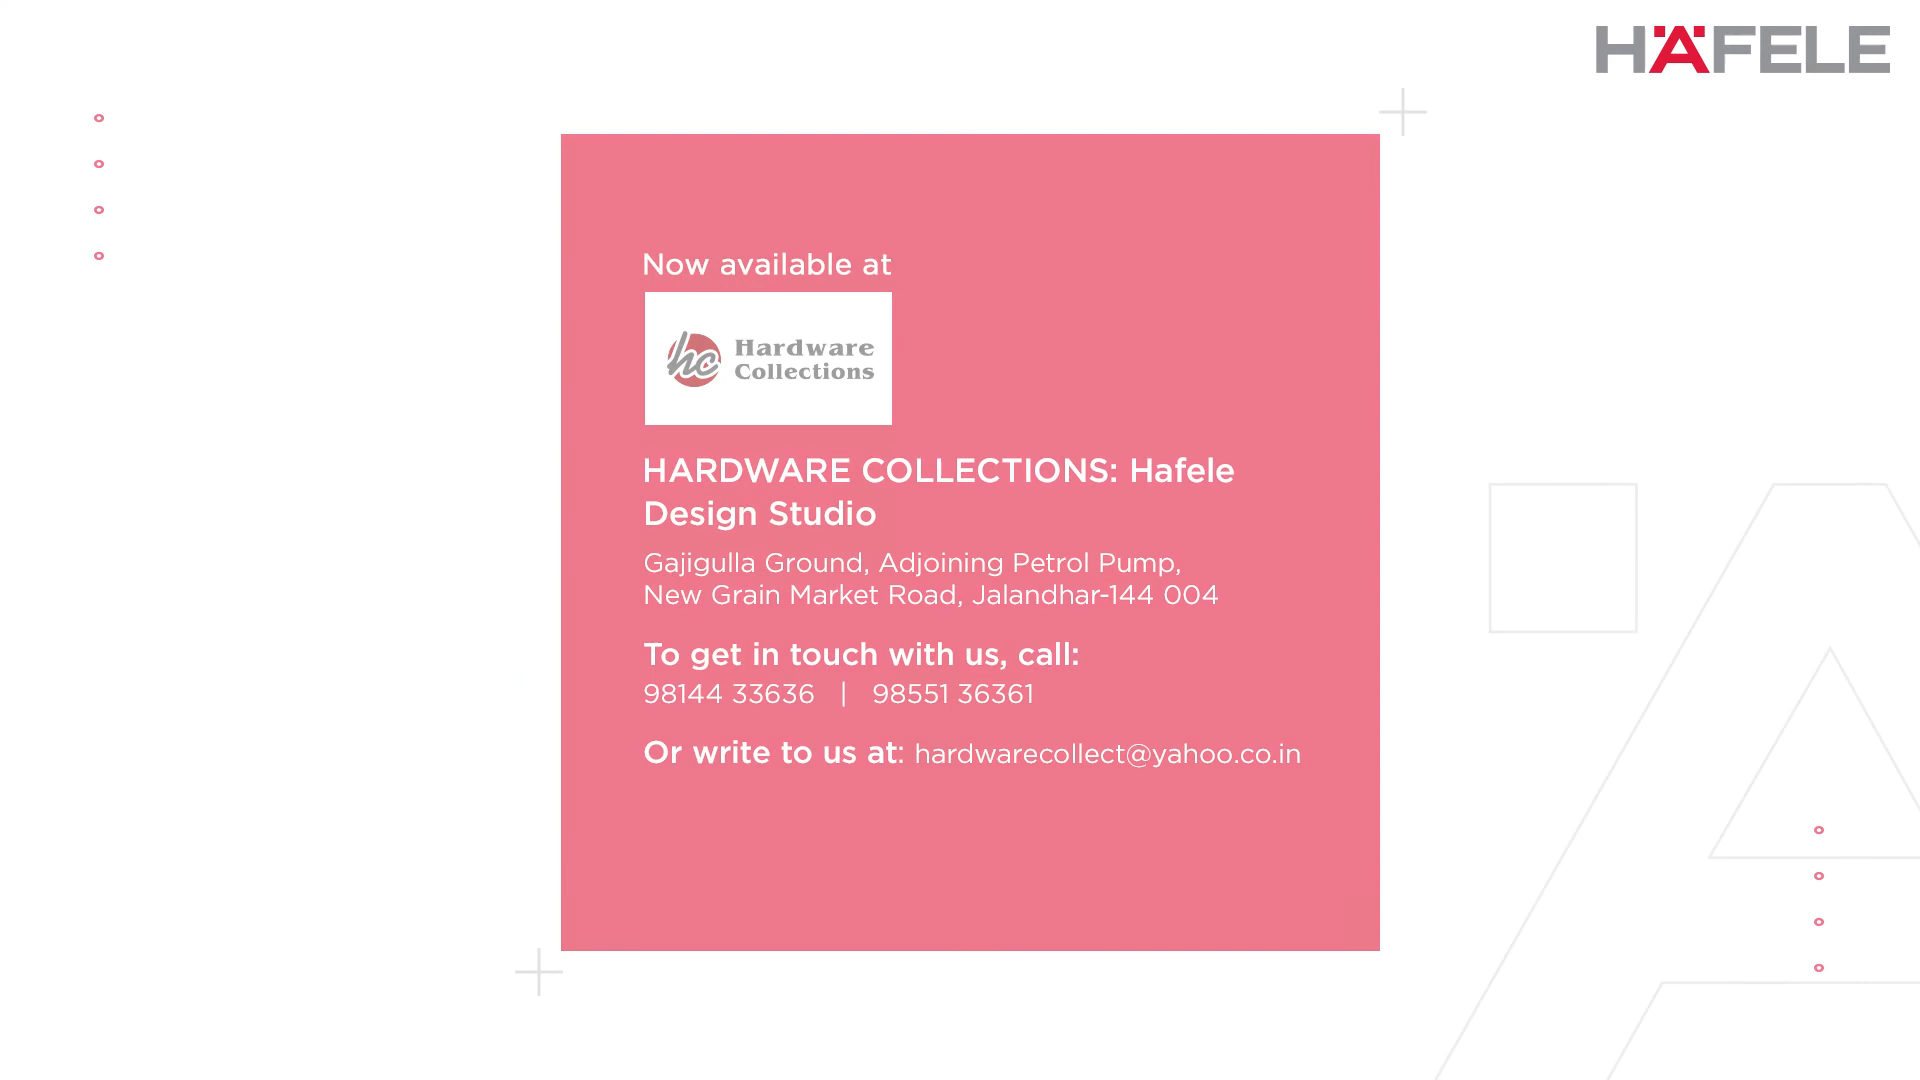 HÄFELE
Now available at
hc Hardware
Collections
HARDWARE COLLECTIONS: Hafele
Design Studio
Gajigulla Ground, Adjoining Petrol Pump,
New Grain Market Road, Jalandhar-144 004
To get in touch with us, call:
98144 33636 | 98551 36361
Or write to us at: hardwarecollect@yahoo.co.in